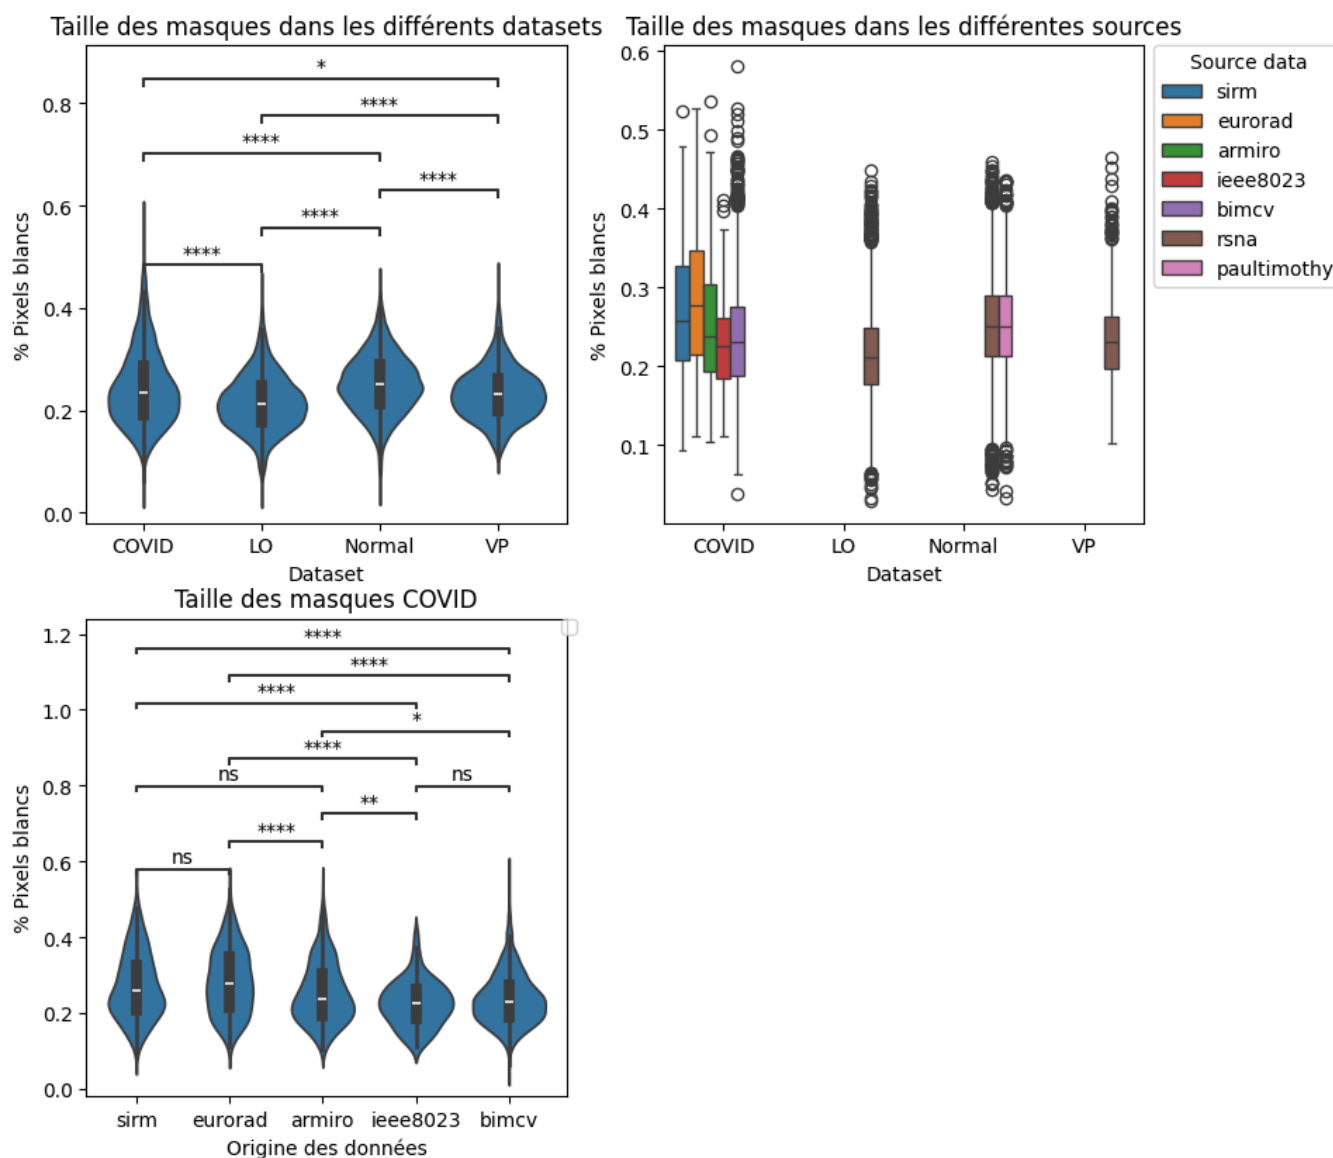 Taille des masques dans les différents datasets
% Pixels blancs
0.8
0.6
0.4
0.2
0.0
*
****
****
****
****
****
COVID LO Normal VP
Dataset
Taille des masques dans les différentes sources
% Pixels blancs
0.6
0.5
0.4
0.3
0.2
0.1
COVID LO Normal VP
Dataset
Source data
sirm
eurorad
armiro
ieee8023
bimcv
rsna
paultimothy
Taille des masques COVID
% Pixels blancs
1.2
1.0
0.8
0.6
0.4
0.2
0.0
****
****
****
*
****
ns ns
**
****
ns
sirm eurorad armiro ieee8023 bimcv
Origine des données